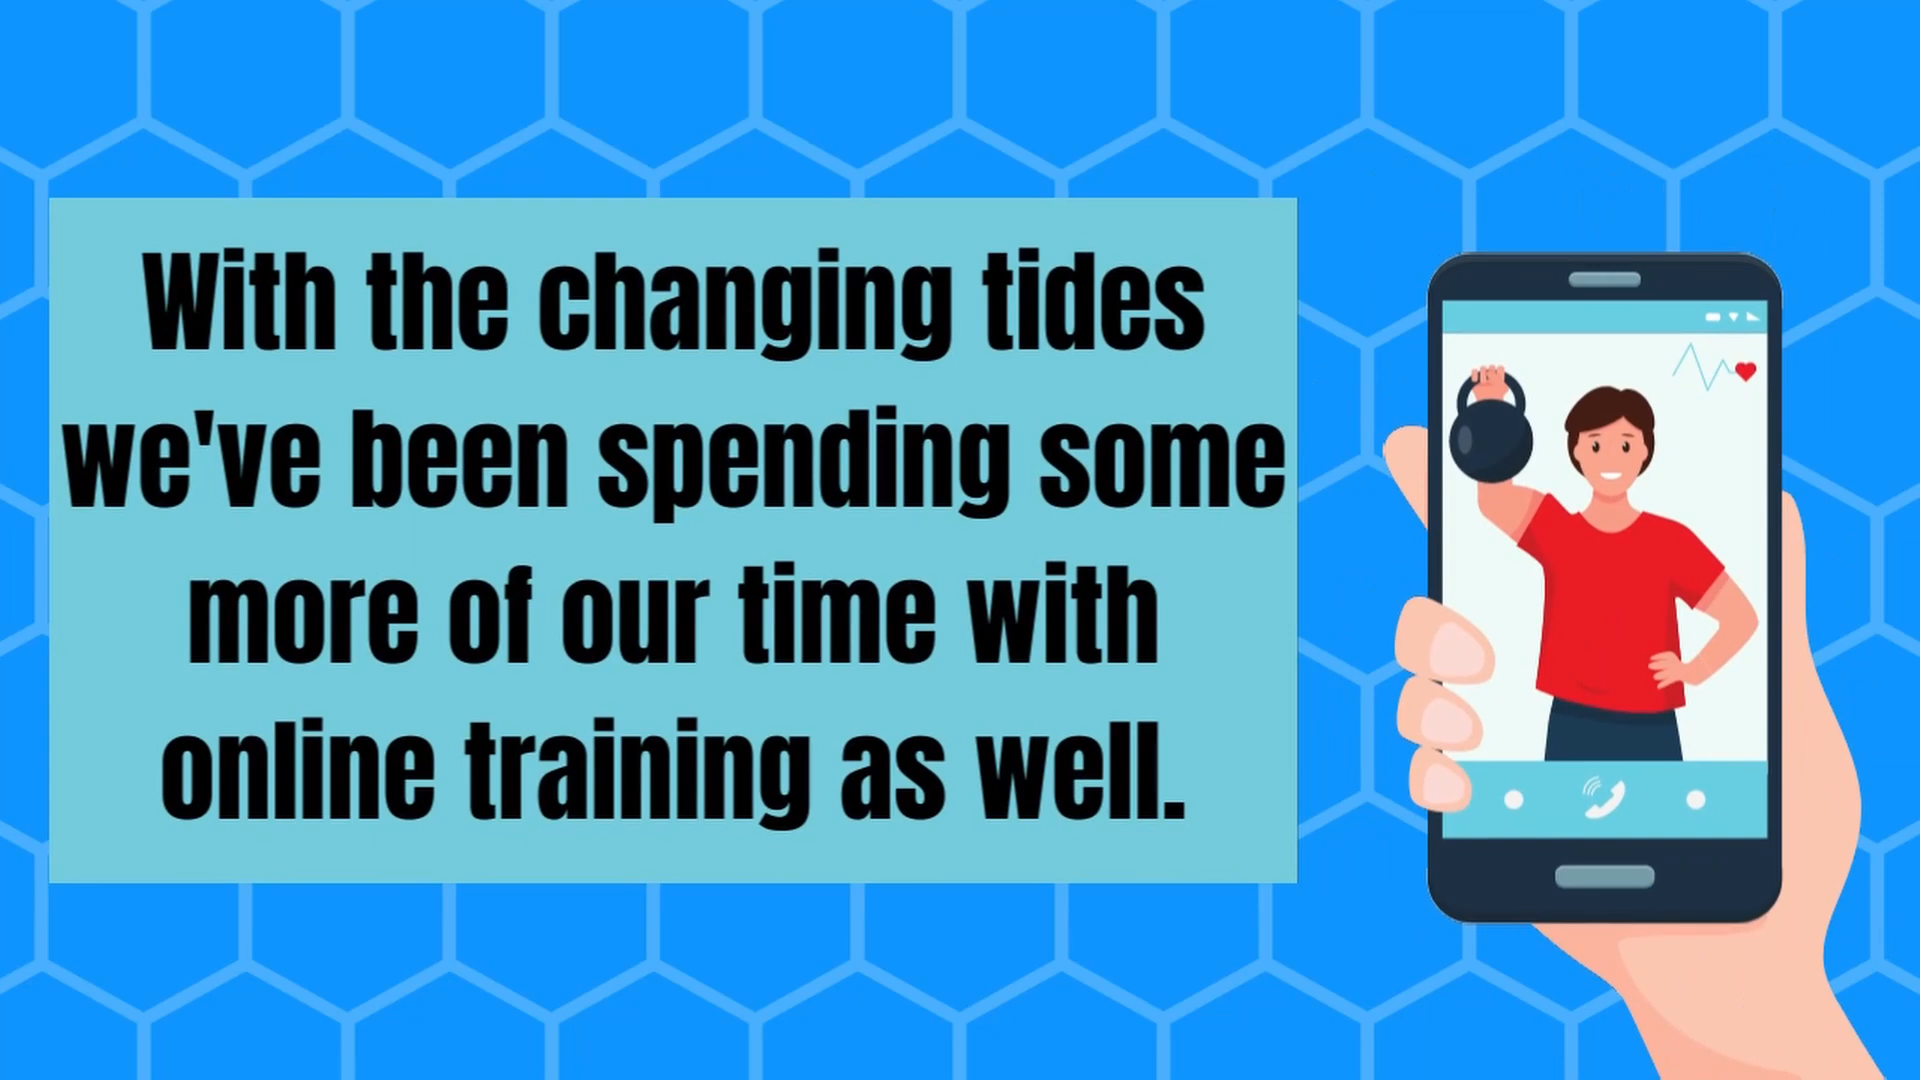 With the changing tides
we've been spending some
more of our time with
online training as well.